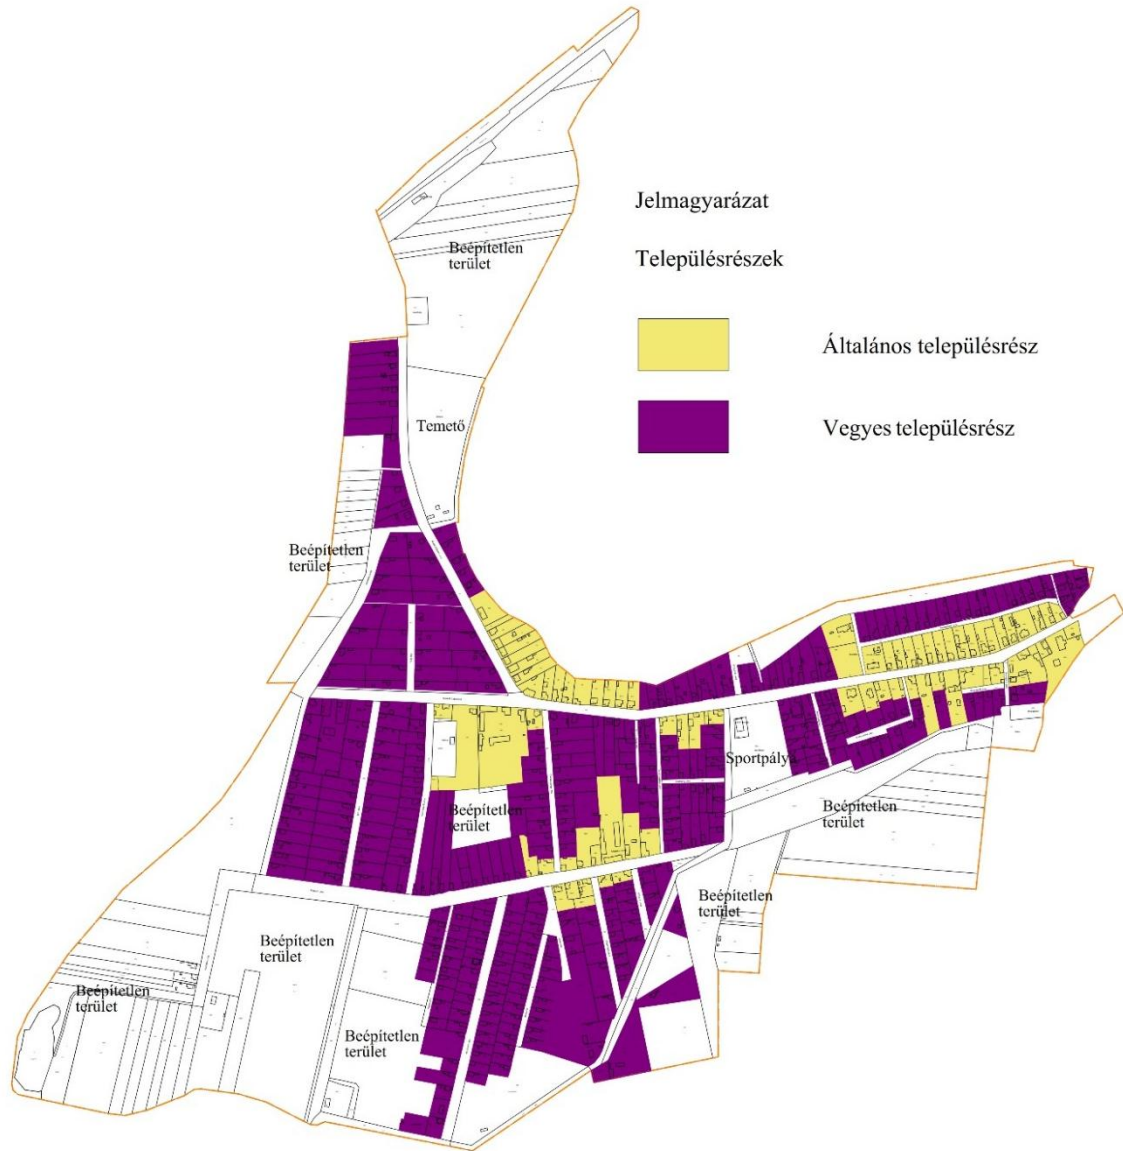 Jelmagyarázat
Településrészek
Általános településrész
Vegyes településrész
Beépítetlen
terület
Temető
Beépítetlen
terület
Sportpálya
Beépítetlen
terület
Beépítetlen
terület
Beépítetlen
terület
Beépítetlen
terület
Beépítetlen
terület
Beépítetlen
terület